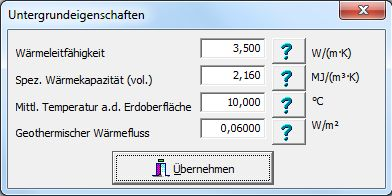 Untergrundeigenschaften
Wärmeleitfähigkeit 3,500 ? W/(m·K)
Spez. Wärmekapazität (vol.) 2,160 ? MJ/(m³·K)
Mittl. Temperatur a.d. Erdoberfläche 10,000 ? °C
Geothermischer Wärmefluss 0,06000 ? W/m²
Übernehmen